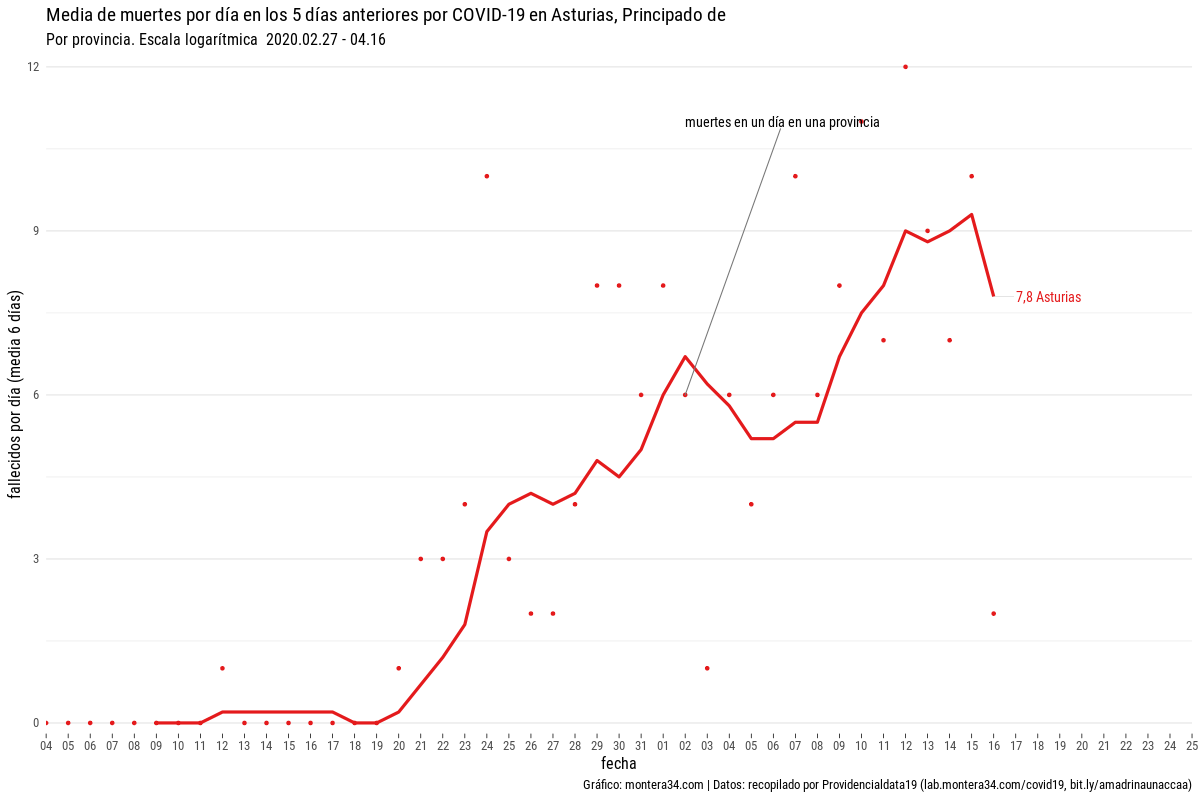 Media de muertes por día en los 5 días anteriores por COVID-19 en Asturias, Principado de
Por provincia. Escala logarítmica  2020.02.27 - 04.16
12
muertes en un día en una provincia
9
7,8 Asturias
fallecidos por día (media 6 días)
6
3
0
04 05 06 07 08 09 10 11 12 13 14 15 16 17 18 19 20 21 22 23 24 25 26 27 28 29 30 31 01 02 03 04 05 06 07 08 09 10 11 12 13 14 15 16 17 18 19 20 21 22 23 24 25
fecha
Gráfico: montera34.com | Datos: recopilado por Providencialdata19 (lab.montera34.com/covid19, bit.ly/amadrinaunaccaa)